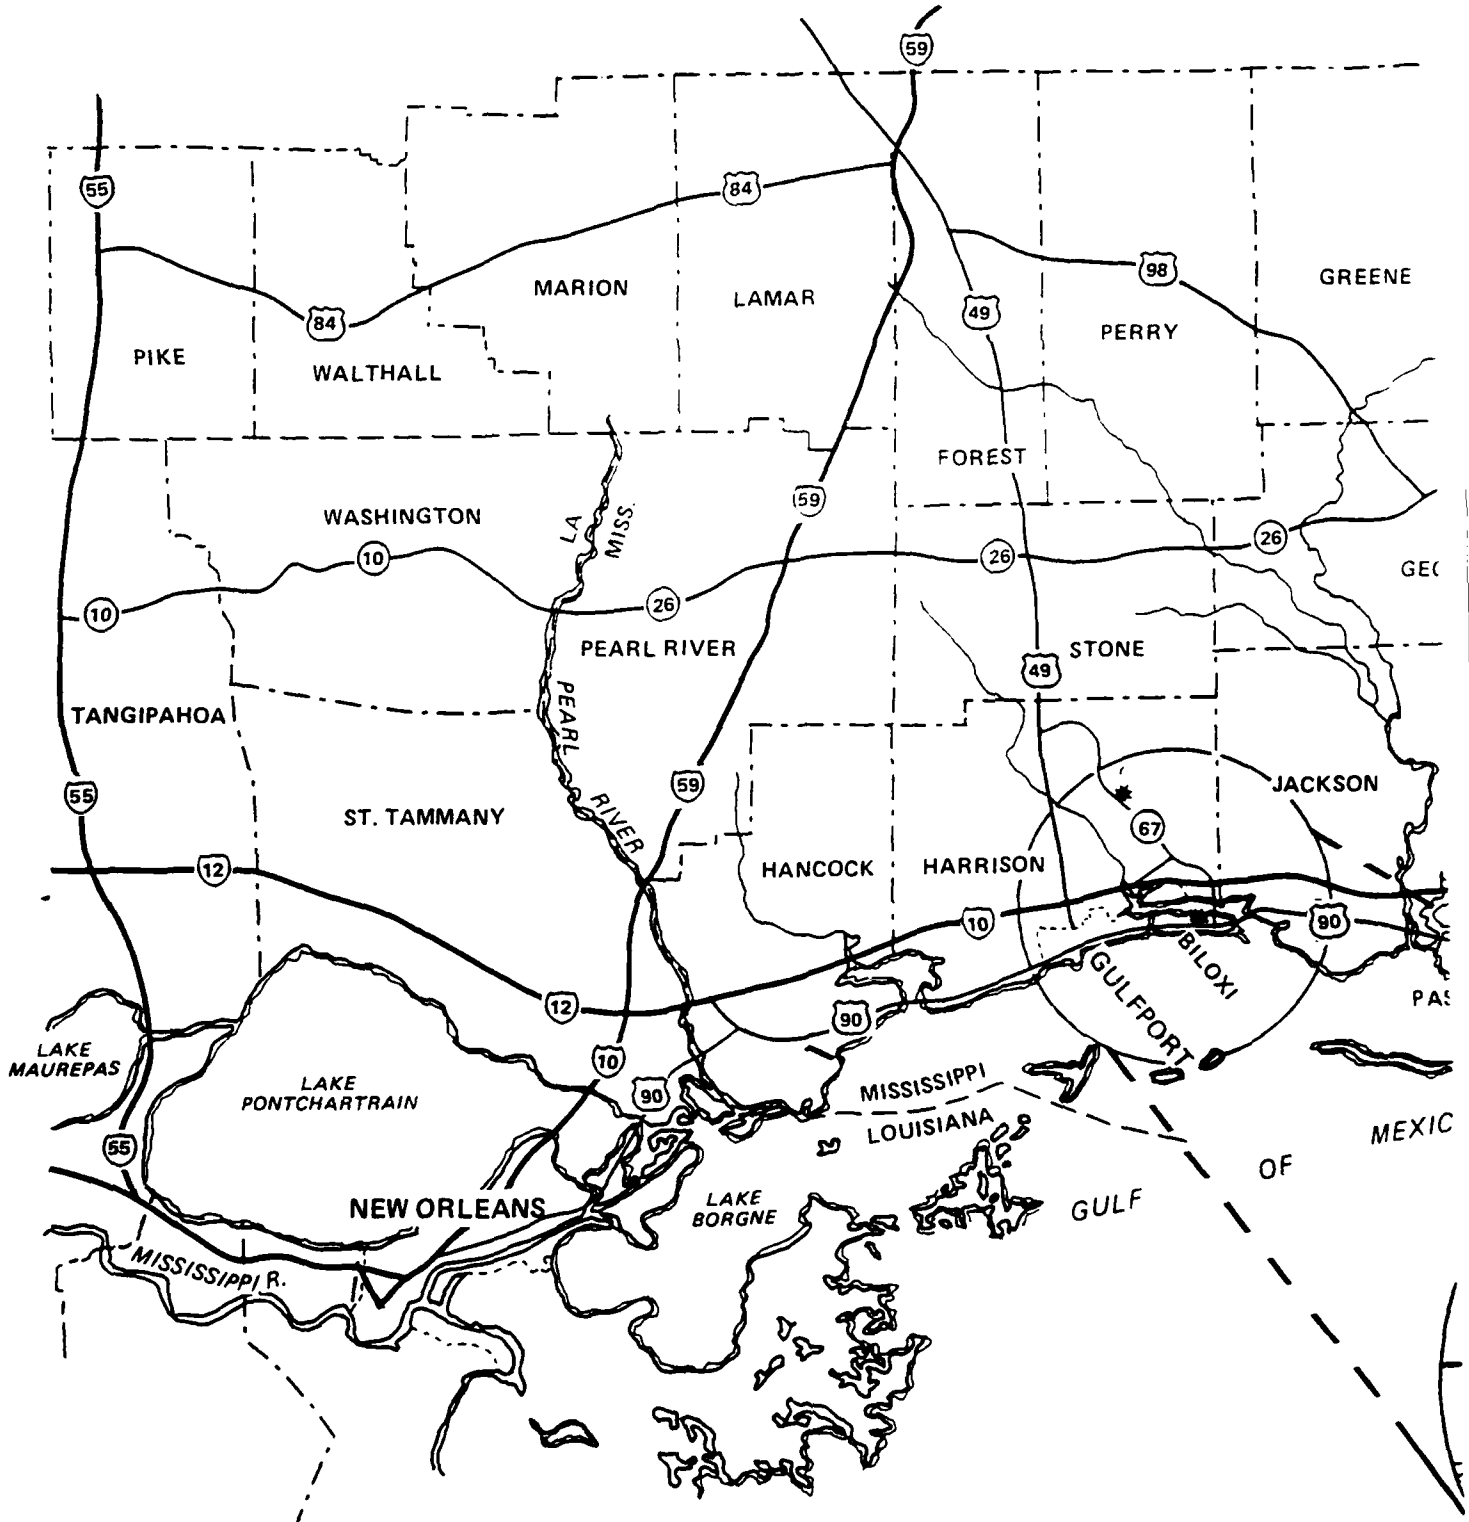 59
55
84
98
GREENE
MARION
LAMAR
49
84
PERRY
PIKE
WALTHALL
FOREST
59
WASHINGTON
LA
MISS.
26
10
26
GEO
10
26
PEARL RIVER
STONE
49
TANGIPAHOA
PEARL
RIVER
JACKSON
59
55
ST. TAMMANY
67
12
HANCOCK
HARRISON
10
90
BILOXI
GULFPORT
PAS
12
90
LAKE
MAUREPAS
10
LAKE
PONTCHARTRAIN
90
MISSISSIPPI
LOUISIANA
MEXIC
55
OF
NEW ORLEANS
LAKE
BORGNE
GULF
MISSISSIPPI R.